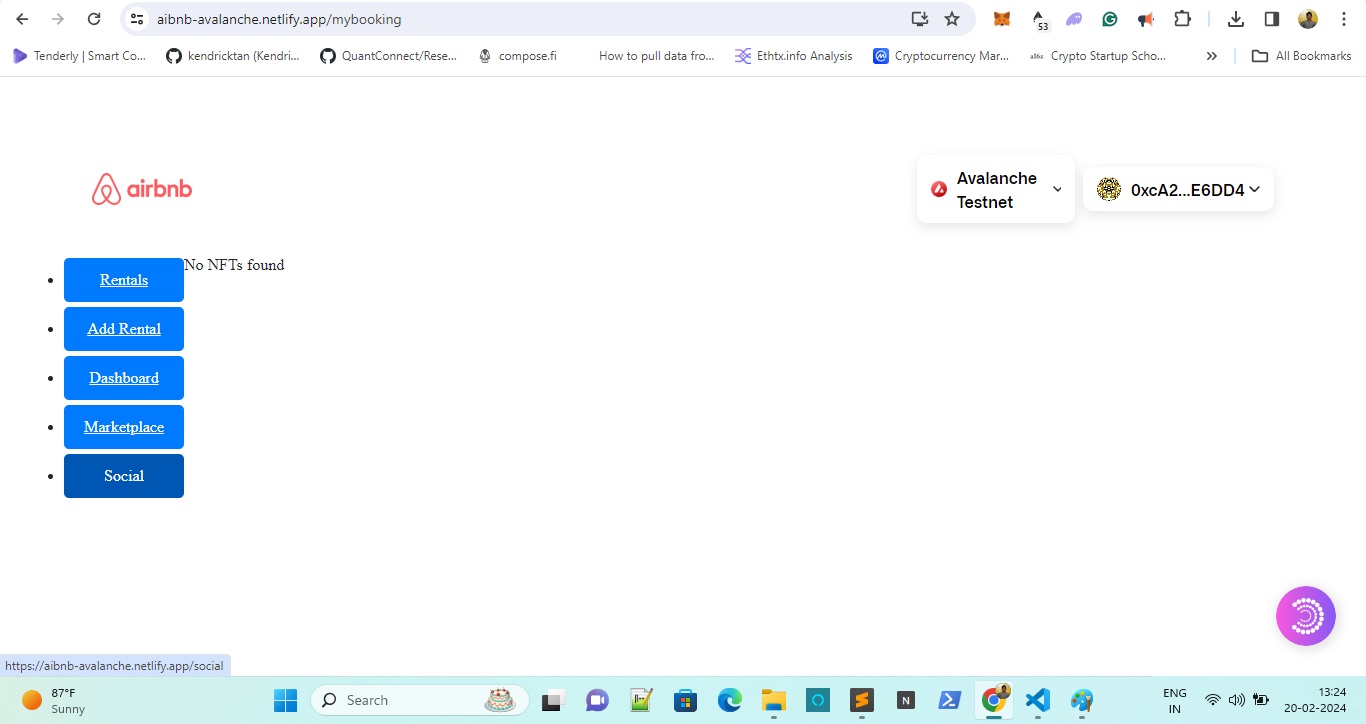 aibnb-avalanche.netlify.app/mybooking
53
Tenderly | Smart Co...
kendricktan (Kendri...
QuantConnect/Rese...
compose.fi
How to pull data fro...
Ethtx.info Analysis
Cryptocurrency Mar...
a16z
Crypto Startup Scho...
All Bookmarks
airbnb
Avalanche
Testnet
0xcA2...E6DD4
No NFTs found
Rentals
Add Rental
Dashboard
Marketplace
Social
https://aibnb-avalanche.netlify.app/social
87°F
Sunny
Search
N
ENG
IN
13:24
20-02-2024